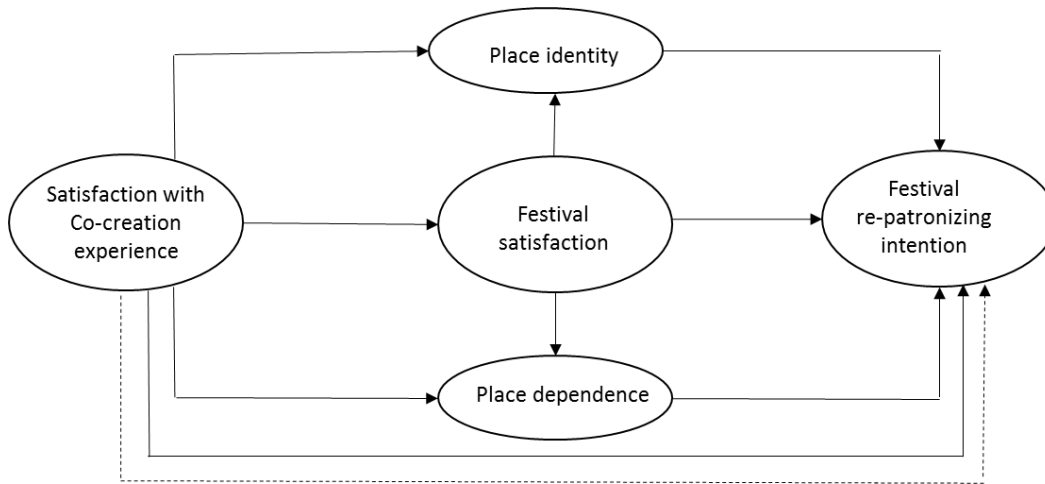 Place identity
Satisfaction with
Co-creation
experience
Festival
satisfaction
Festival
re-patronizing
intention
Place dependence